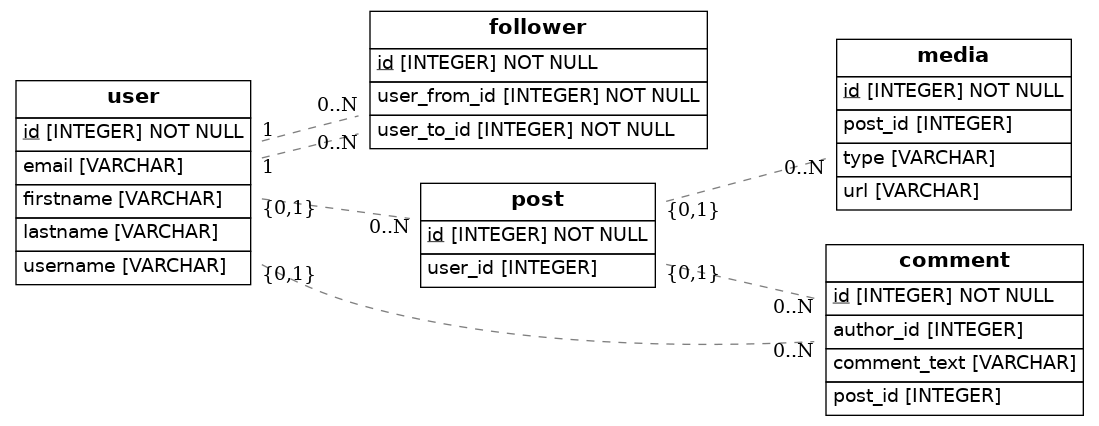 user
id [INTEGER] NOT NULL
email [VARCHAR]
firstname [VARCHAR]
lastname [VARCHAR]
username [VARCHAR]
follower
id [INTEGER] NOT NULL
user_from_id [INTEGER] NOT NULL
user_to_id [INTEGER] NOT NULL
0..N
1
0..N
1
{0,1}
0..N
{0,1}
0..N
post
id [INTEGER] NOT NULL
user_id [INTEGER]
0..N
{0,1}
{0,1}
0..N
media
id [INTEGER] NOT NULL
post_id [INTEGER]
type [VARCHAR]
url [VARCHAR]
comment
id [INTEGER] NOT NULL
author_id [INTEGER]
comment_text [VARCHAR]
post_id [INTEGER]